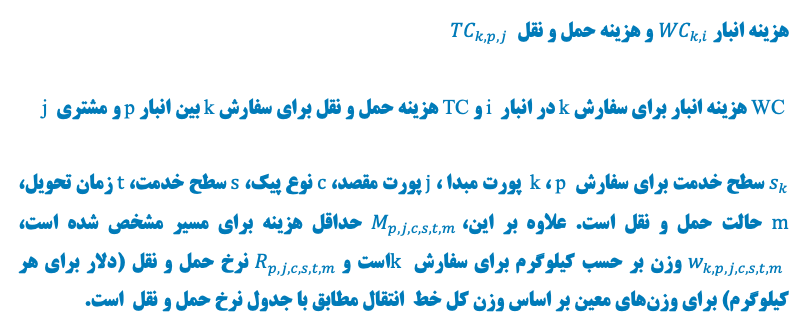 هزینه انبار WC_{k,i} و هزینه حمل و نقل TC_{k,p,j}
WC هزینه انبار برای سفارش k در انبار i و TC هزینه حمل و نقل برای سفارش k بین انبار p و مشتری j
s_k سطح خدمت برای سفارش k ، p پورت مبدا ، j پورت مقصد، c نوع پیک، s سطح خدمت، t زمان تحویل،
m حالت حمل و نقل است. علاوه بر این، M_{p,j,c,s,t,m} حداقل هزینه برای مسیر مشخص شده است،
w_{k,p,j,c,s,t,m} وزن بر حسب کیلوگرم برای سفارش k است و R_{p,j,c,s,t,m} نرخ حمل و نقل (دلار برای هر
کیلوگرم) برای وزن‌های معین بر اساس وزن کل خط انتقال مطابق با جدول نرخ حمل و نقل است.